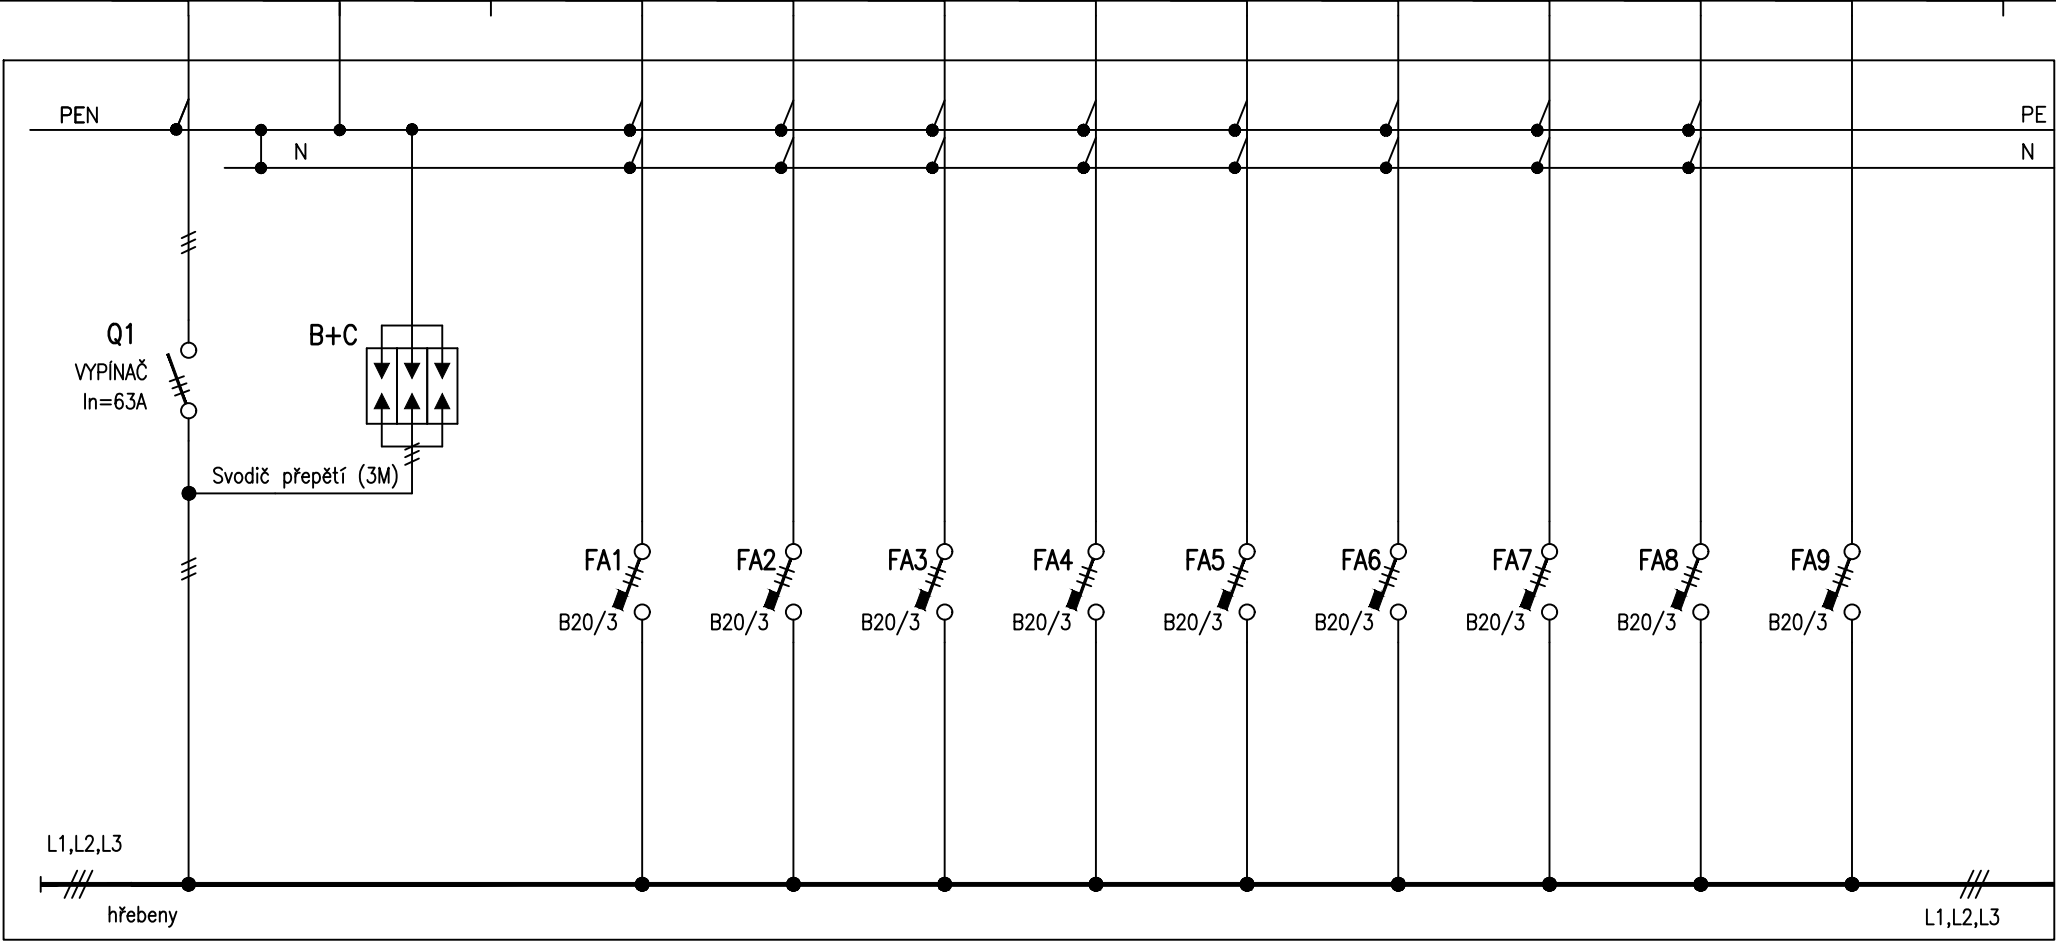 PEN
PE
N
N
Q1
VYPÍNAČ
In=63A
B+C
Svodič přepětí (3M)
FA1
B20/3
FA2
B20/3
FA3
B20/3
FA4
B20/3
FA5
B20/3
FA6
B20/3
FA7
B20/3
FA8
B20/3
FA9
B20/3
L1,L2,L3
hřebeny
L1,L2,L3